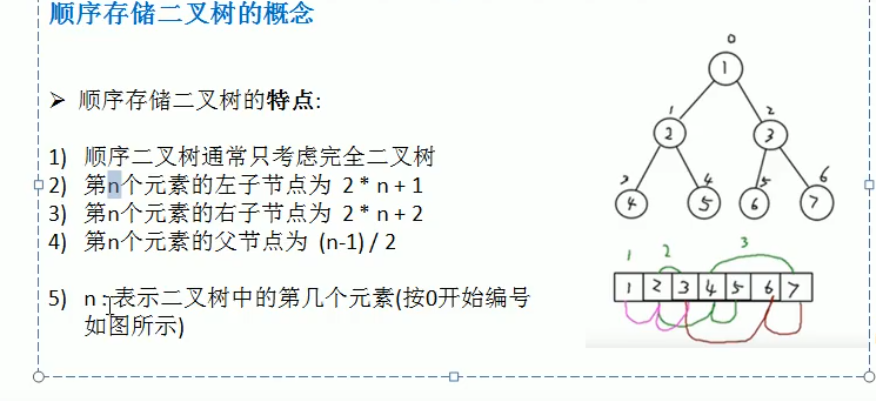 顺序存储二叉树的概念
➢ 顺序存储二叉树的特点:
1) 顺序二叉树通常只考虑完全二叉树
2) 第n个元素的左子节点为 2 * n + 1
3) 第n个元素的右子节点为 2 * n + 2
4) 第n个元素的父节点为 (n-1) / 2
5) n : 表示二叉树中的第几个元素(按0开始编号
如图所示)
0
1
1 2
2 3
3 4 5 6
4 5 6 7
1 2 3
1 2 3 4 5 6 7